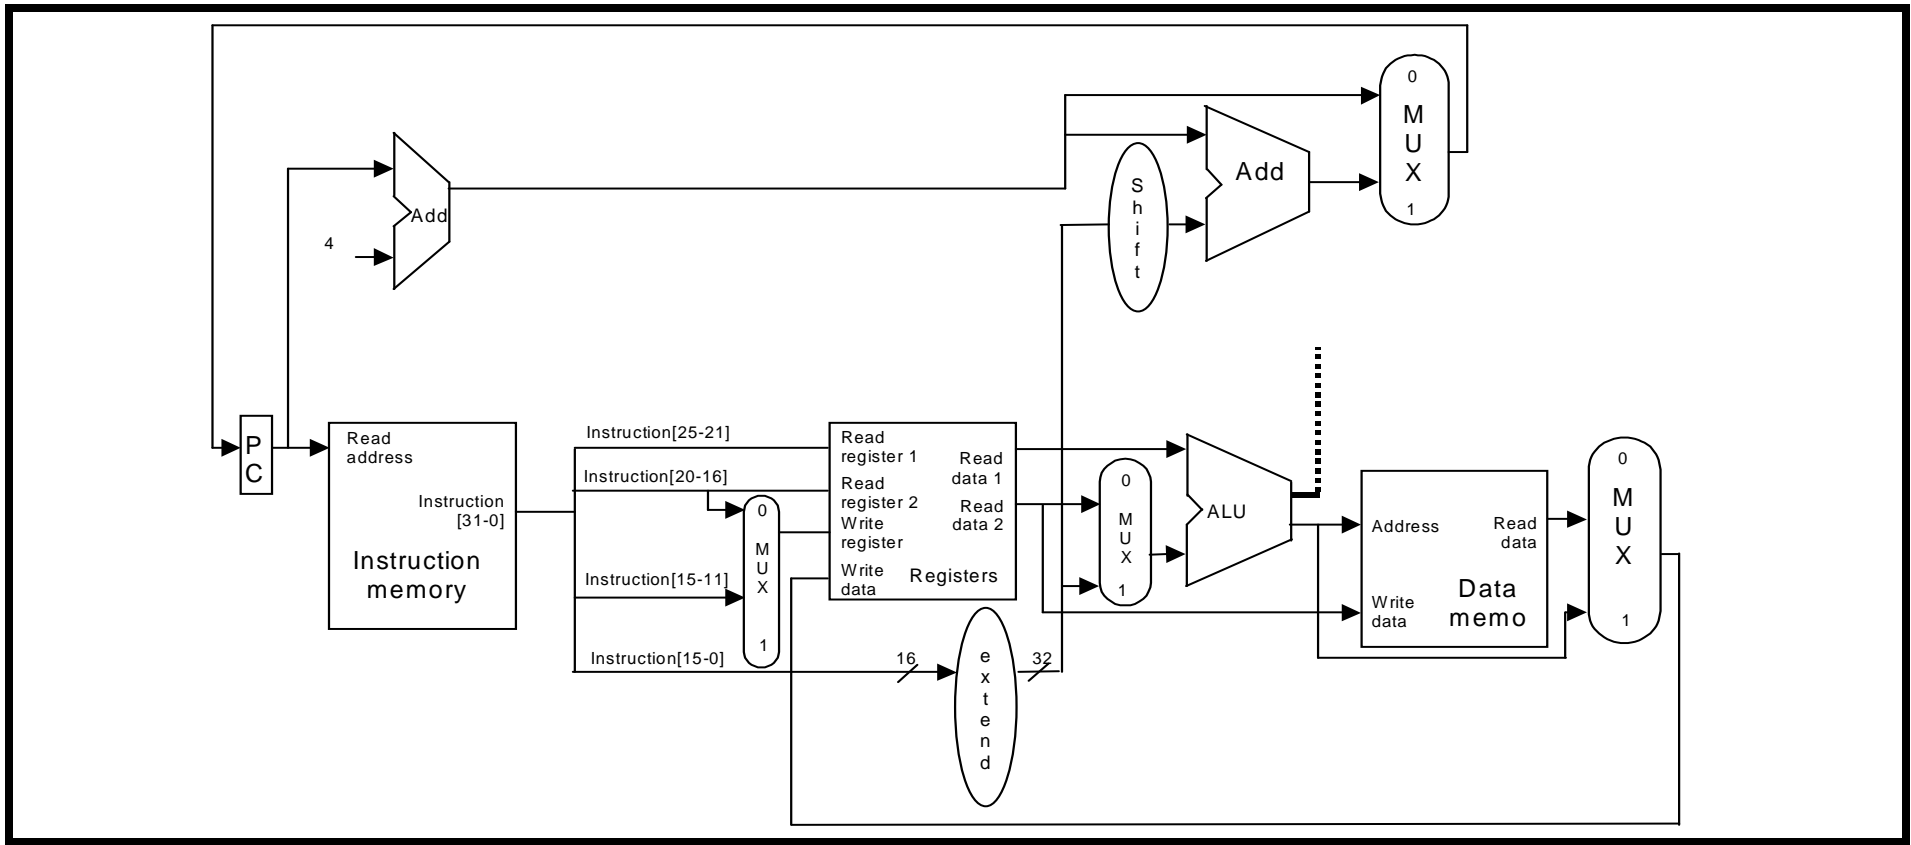 0
M
U
X
1
Add
S
h
i
f
t
Add
4
P
C
Read
address
Instruction
[31-0]
Instruction
memory
Instruction[25-21]
Instruction[20-16]
0
M
U
X
1
Instruction[15-11]
Instruction[15-0]
Read
register 1
Read
register 2
Write
register
Write
data
Read
data 1
Read
data 2
Registers
16
e
x
t
e
n
d
32
0
M
U
X
1
ALU
Address
Read
data
Write
data
Data
memo
0
M
U
X
1